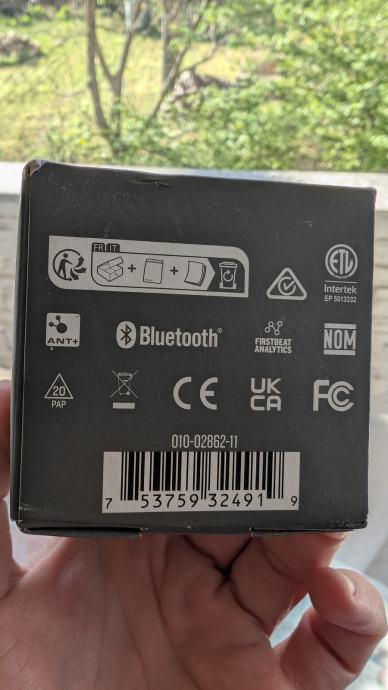 FR IT
ETL
Intertek
EP 5013332
ANT+
Bluetooth®
FIRSTBEAT
ANALYTICS
NOM
20
PAP
CE
UK
CA
FC
010-02862-11
7 53759 32491 9